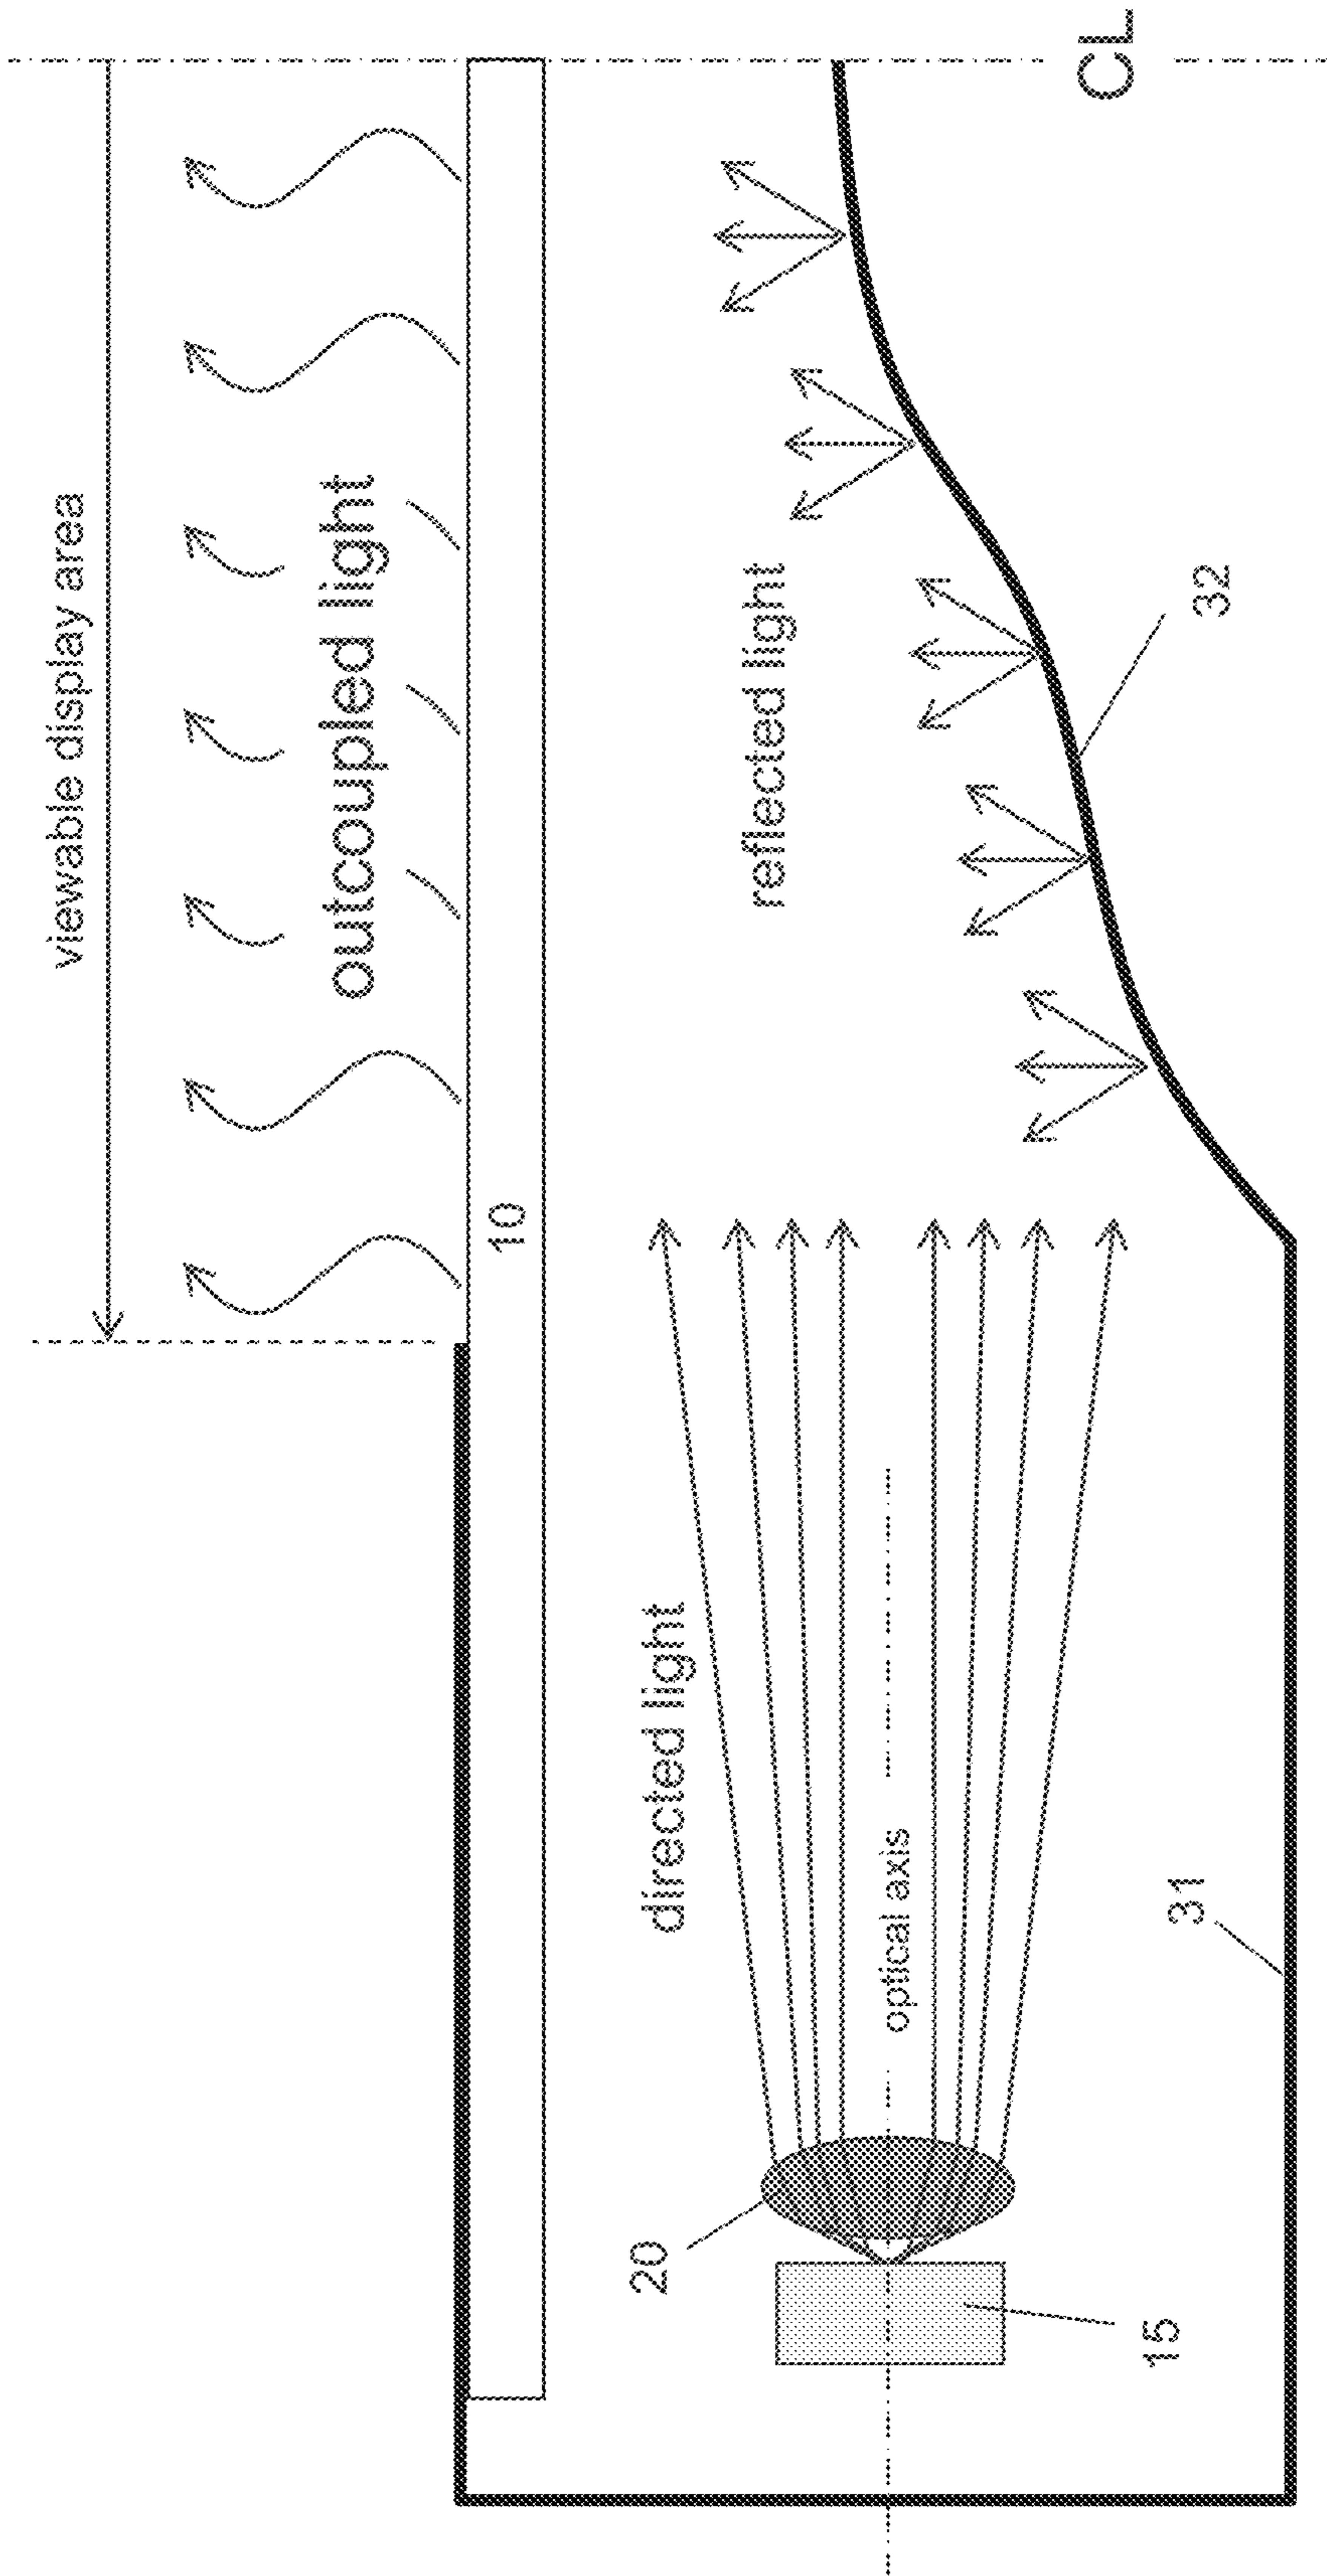 viewable display area
outcoupled light
10
reflected light
directed light
optical axis
20
15
31
32
CL